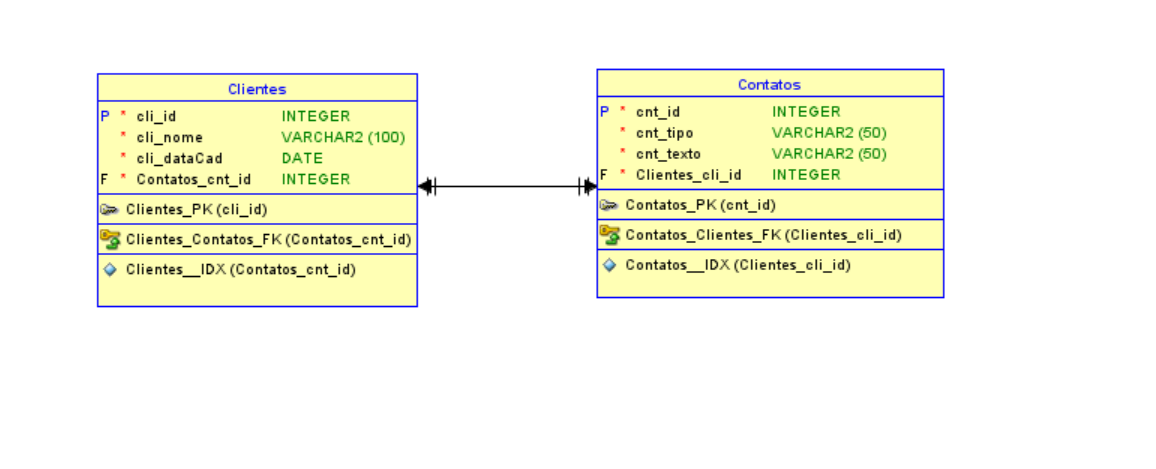 Clientes
P * cli_id INTEGER
* cli_nome VARCHAR2 (100)
* cli_dataCad DATE
F * Contatos_cnt_id INTEGER
Clientes_PK (cli_id)
Clientes_Contatos_FK (Contatos_cnt_id)
Clientes__IDX (Contatos_cnt_id)
Contatos
P * cnt_id INTEGER
* cnt_tipo VARCHAR2 (50)
* cnt_texto VARCHAR2 (50)
F * Clientes_cli_id INTEGER
Contatos_PK (cnt_id)
Contatos_Clientes_FK (Clientes_cli_id)
Contatos__IDX (Clientes_cli_id)